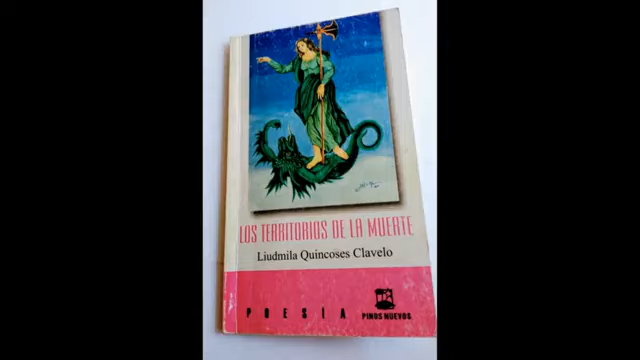 LOS TERRITORIOS DE LA MUERTE
Liudmila Quincoses Clavelo
POESÍA
PINOS NUEVOS